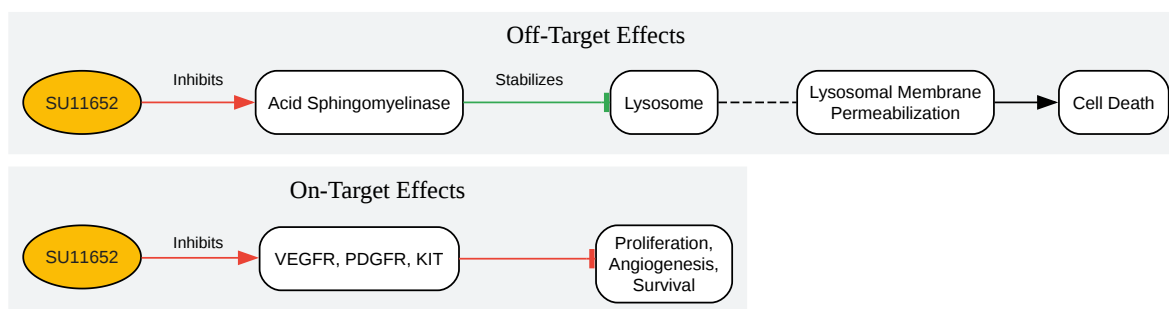 Off-Target Effects
SU11652
Inhibits
Acid Sphingomyelinase
Stabilizes
Lysosome
Lysosomal Membrane
Permeabilization
Cell Death
On-Target Effects
SU11652
Inhibits
VEGFR, PDGFR, KIT
Proliferation,
Angiogenesis,
Survival